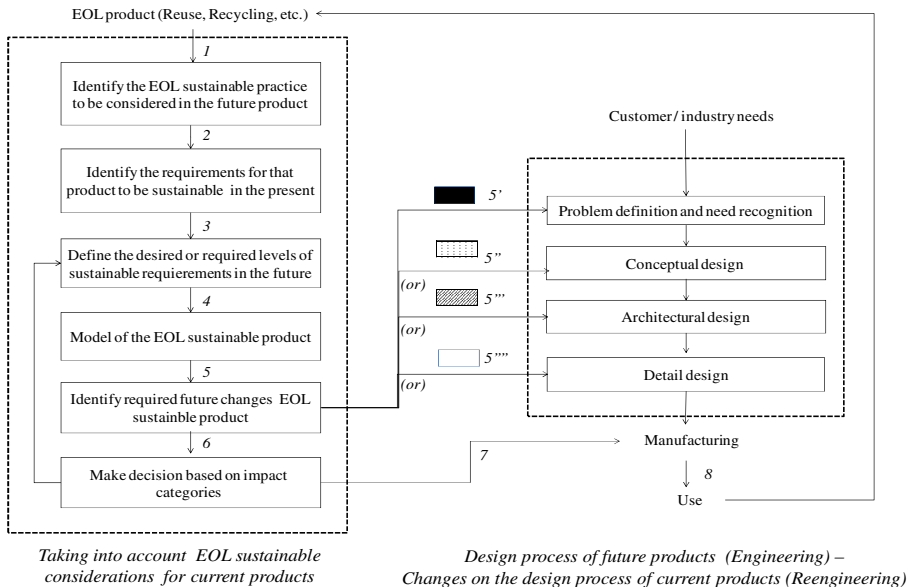 EOL product (Reuse, Recycling, etc.)
1
Identify the EOL sustainable practice
to be considered in the future product
2
Identify the requirements for that
product to be sustainable in the present
3
Define the desired or required levels of
sustainable requierements in the future
4
Model of the EOL sustainable product
5
Identify required future changes EOL
sustainble product
6
Make decision based on impact
categories
Taking into account EOL sustainable
considerations for current products
5’
5’’
(or)
5’’’
(or)
5’’’’
(or)
7
Customer / industry needs
Problem definition and need recognition
Conceptual design
Architectural design
Detail design
Manufacturing
8
Use
Design process of future products (Engineering) –
Changes on the design process of current products (Reengineering)